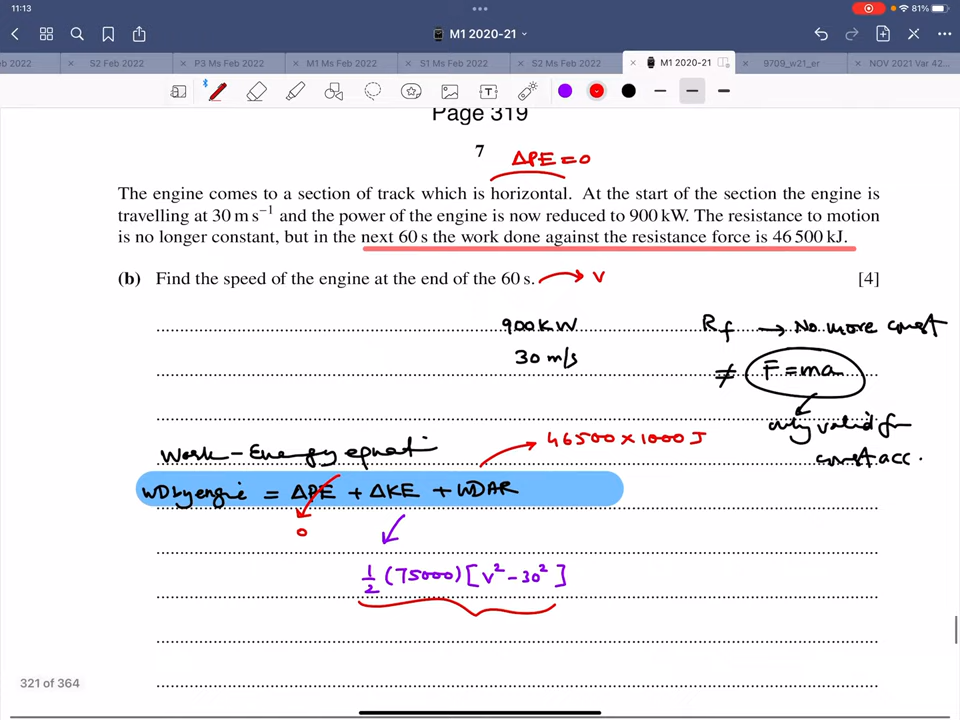 11:13
81%
M1 2020-21
eb 2022
S2 Feb 2022
P3 Ms Feb 2022
M1 Ms Feb 2022
S1 Ms Feb 2022
S2 Ms Feb 2022
M1 2020-21
9709_w21_er
NOV 2021 Var 42...
Page 319
7
ΔPE = 0
The engine comes to a section of track which is horizontal. At the start of the section the engine is
travelling at 30 m s⁻¹ and the power of the engine is now reduced to 900 kW. The resistance to motion
is no longer constant, but in the next 60 s the work done against the resistance force is 46 500 kJ.
(b) Find the speed of the engine at the end of the 60 s. → v [4]
900KW
Rf → No more const
30 m/s
≠ F = ma
only valid for
const acc.
46500 x 1000 J
Work - Energy equati
WD by engie = ΔPE + ΔKE + WDAR
0
1/2 (75000) [v² - 30²]
321 of 364